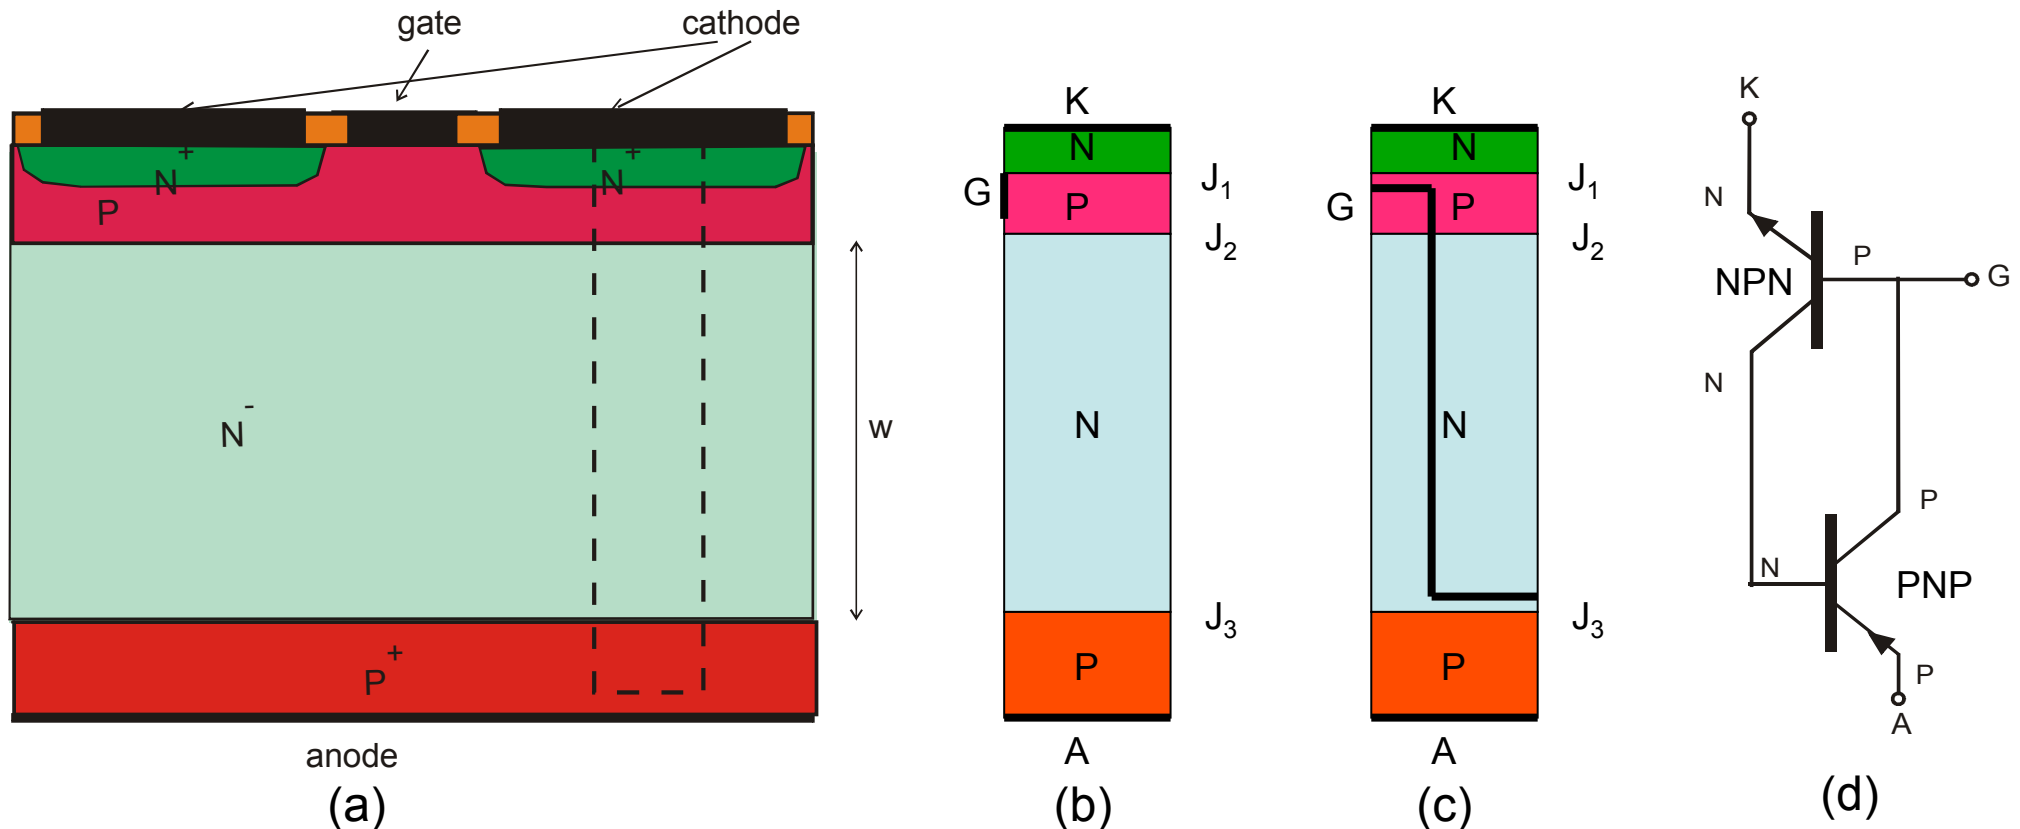 gate
cathode
N+
N+
P
N-
w
P+
anode
(a)
K
N
G
P
J1
J2
N
J3
P
A
(b)
K
N
G
P
J1
J2
N
J3
P
A
(c)
K
N
P
NPN
G
N
P
N
PNP
P
A
(d)